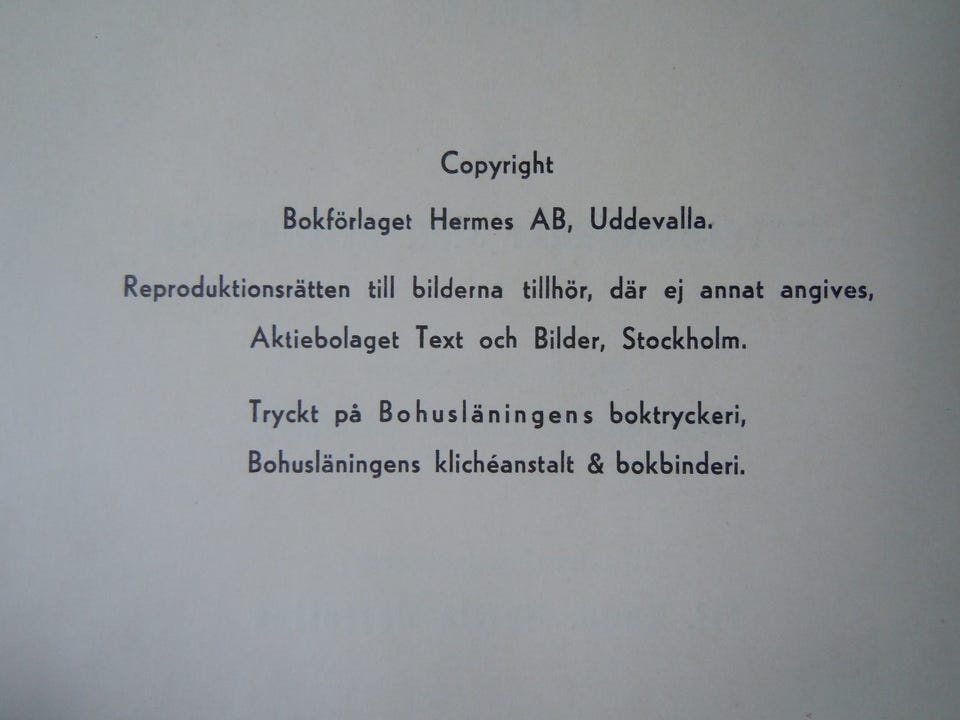 Copyright
Bokförlaget Hermes AB, Uddevalla.
Reproduktionsrätten till bilderna tillhör, där ej annat angives,
Aktiebolaget Text och Bilder, Stockholm.
Tryckt på Bohusläningens boktryckeri,
Bohusläningens klichéanstalt & bokbinderi.